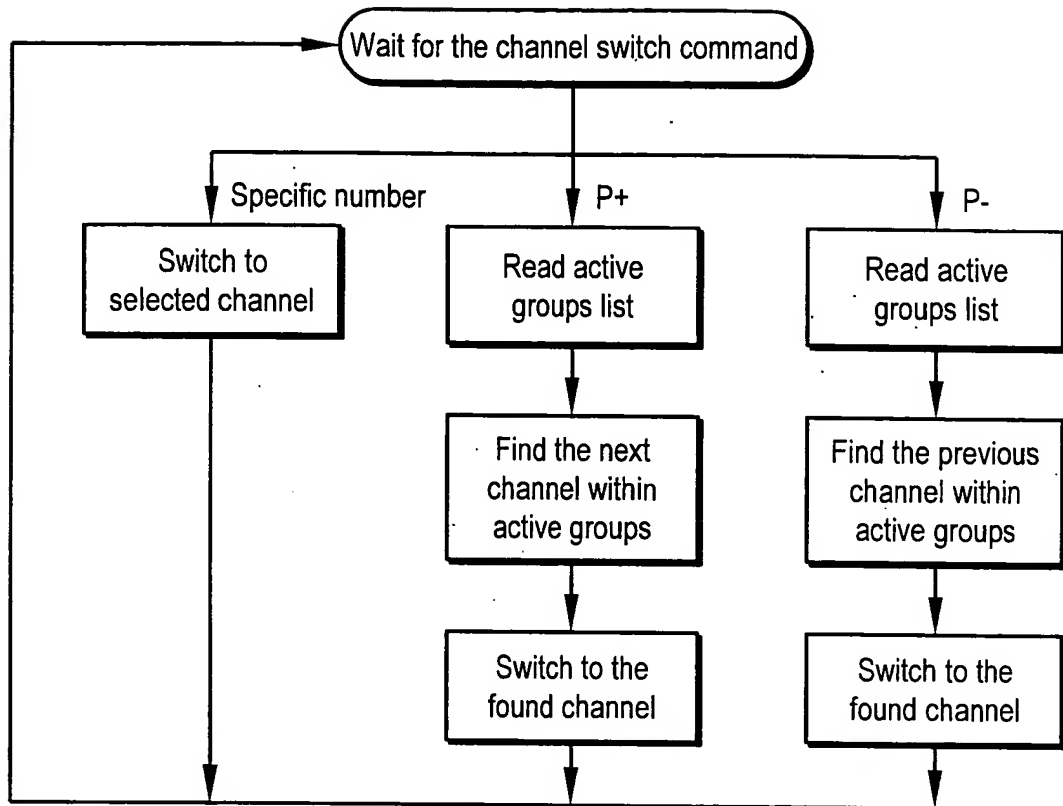 Wait for the channel switch command
Specific number
P+
P-
Switch to
selected channel
Read active
groups list
Read active
groups list
Find the next
channel within
active groups
Find the previous
channel within
active groups
Switch to the
found channel
Switch to the
found channel